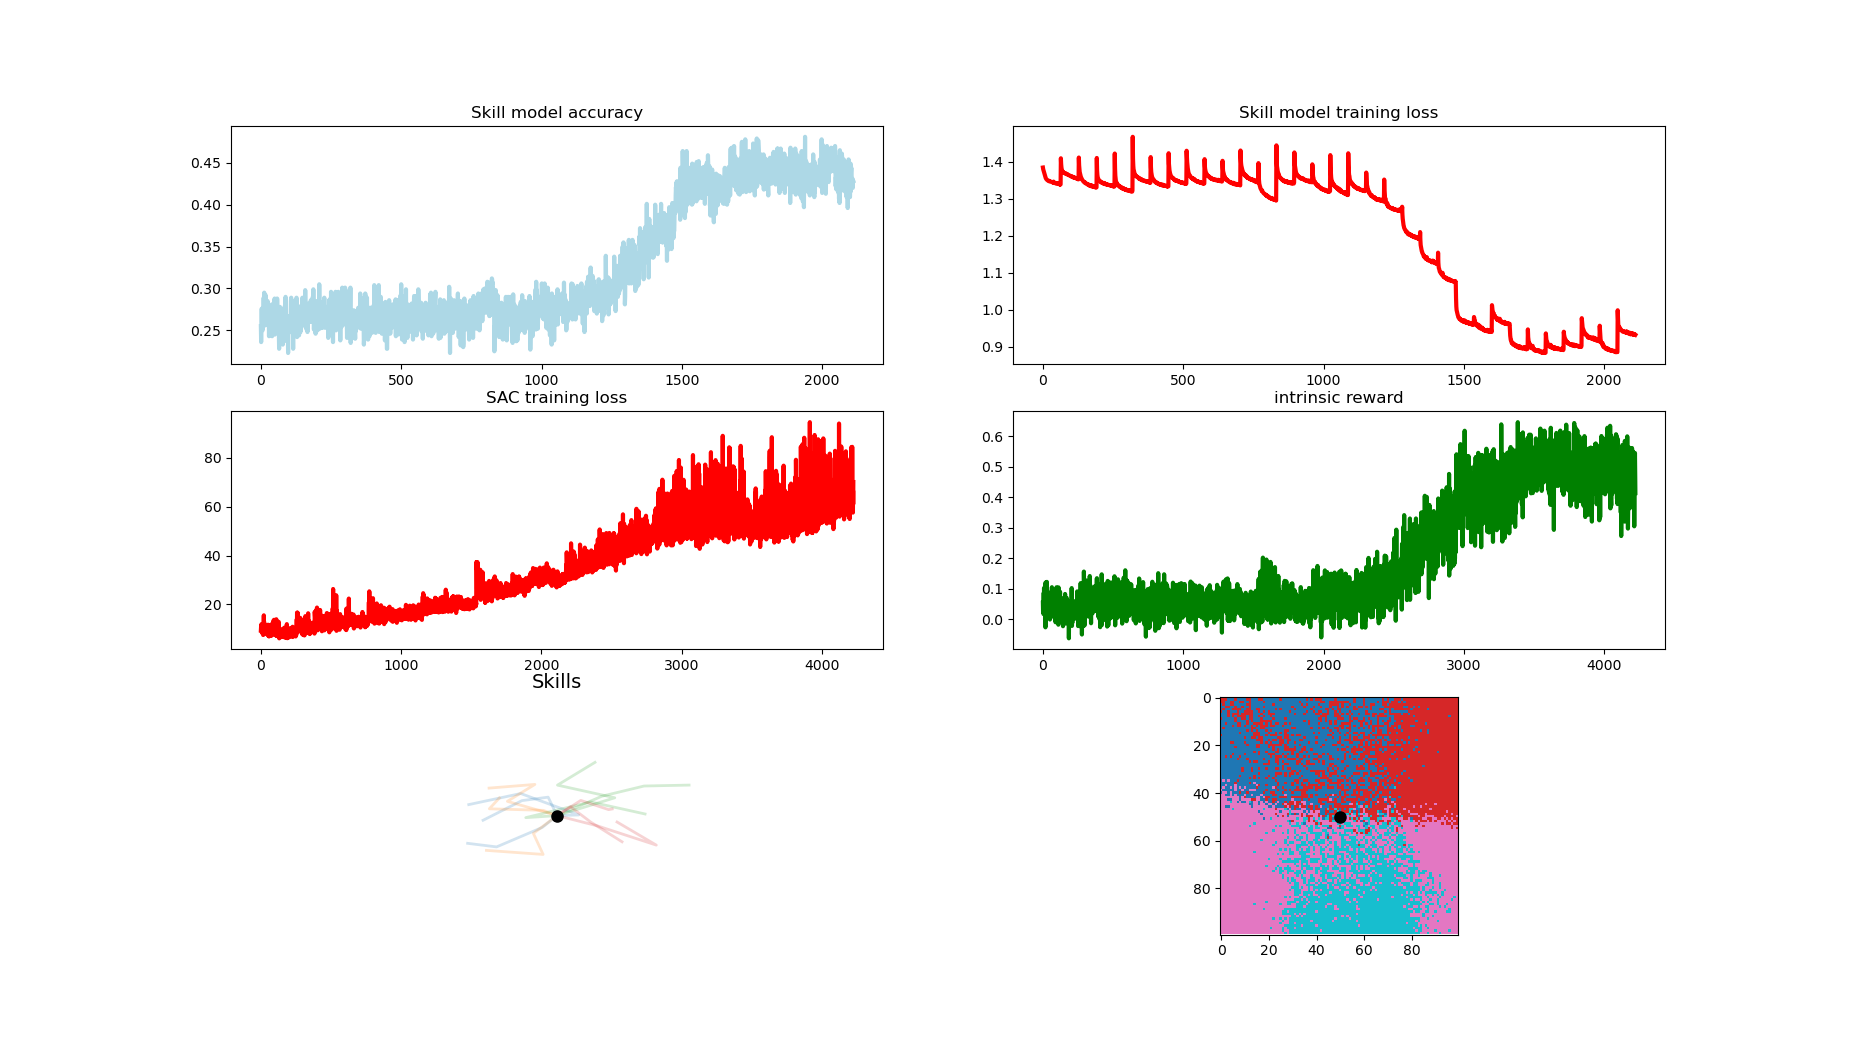 Skill model accuracy
0.45
0.40
0.35
0.30
0.25
0 500 1000 1500 2000
Skill model training loss
1.4
1.3
1.2
1.1
1.0
0.9
0 500 1000 1500 2000
SAC training loss
80
60
40
20
0 1000 2000 3000 4000
intrinsic reward
0.6
0.5
0.4
0.3
0.2
0.1
0.0
0 1000 2000 3000 4000
Skills
0
20
40
60
80
0 20 40 60 80